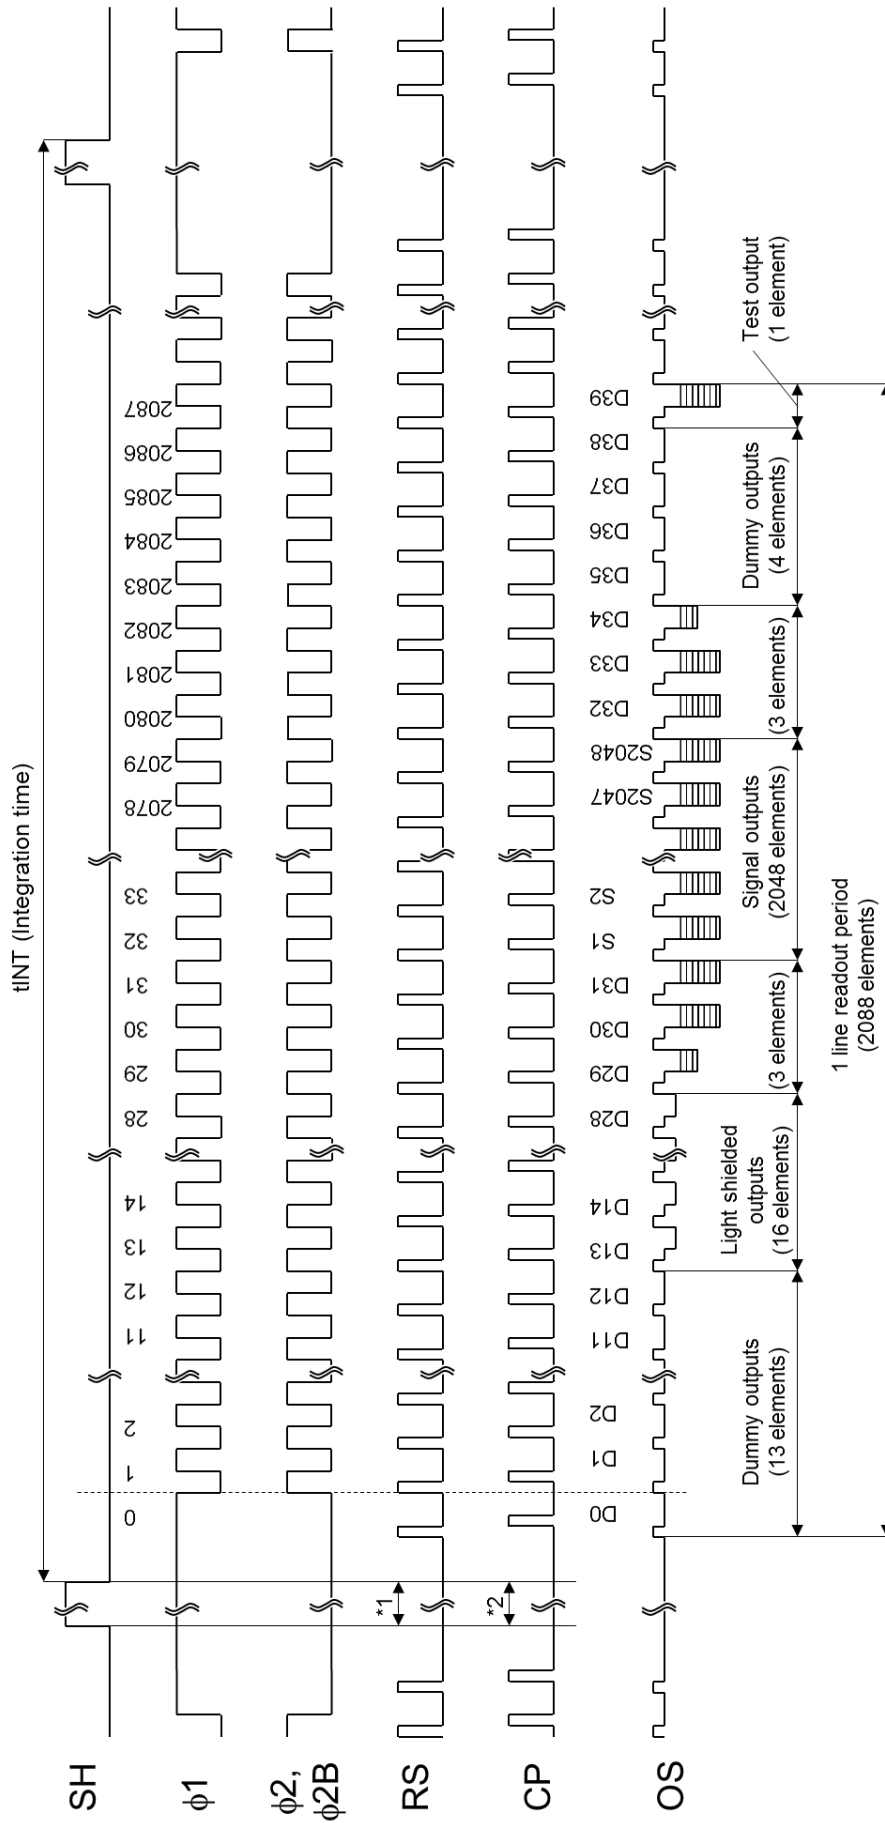 tINT (Integration time)
SH
0 1 2 11 12 13 14 28 29 30 31 32 33 2078 2079 2080 2081 2082 2083 2084 2085 2086 2087
ϕ1
ϕ2,
ϕ2B
*1
RS
*2
CP
D0 D1 D2 D11 D12 D13 D14 D28 D29 D30 D31 S1 S2 S2047 S2048 D32 D33 D34 D35 D36 D37 D38 D39
OS
Dummy outputs
(13 elements)
Light shielded
outputs
(16 elements)
(3 elements)
Signal outputs
(2048 elements)
(3 elements)
Dummy outputs
(4 elements)
Test output
(1 element)
1 line readout period
(2088 elements)